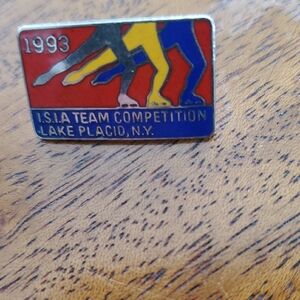 1993
I.S.I.A TEAM COMPETITION
LAKE PLACID, N.Y.